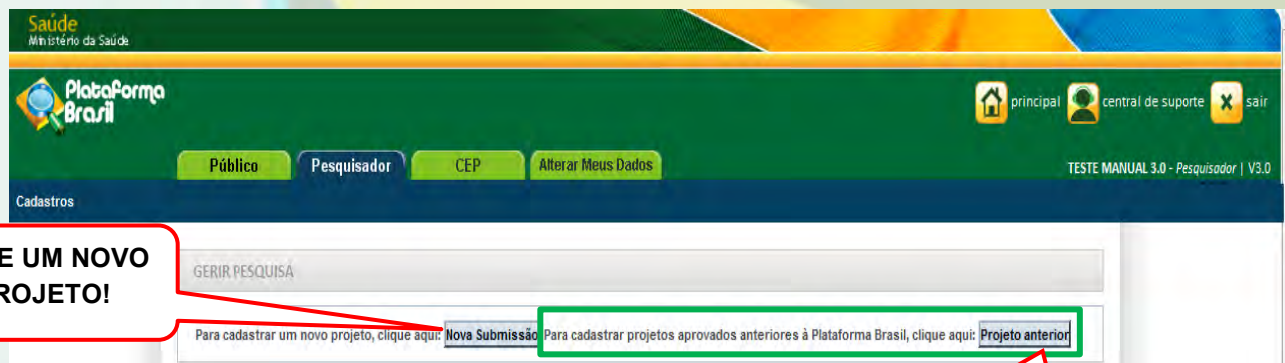 Saúde
Ministério da Saúde
Plataforma
Brasil
principal central de suporte x sair
Público Pesquisador CEP Alterar Meus Dados
TESTE MANUAL 3.0 - Pesquisador | V3.0
Cadastros
E UM NOVO
ROJETO!
GERIR PESQUISA
Para cadastrar um novo projeto, clique aqui: Nova Submissão Para cadastrar projetos aprovados anteriores à Plataforma Brasil, clique aqui: Projeto anterior